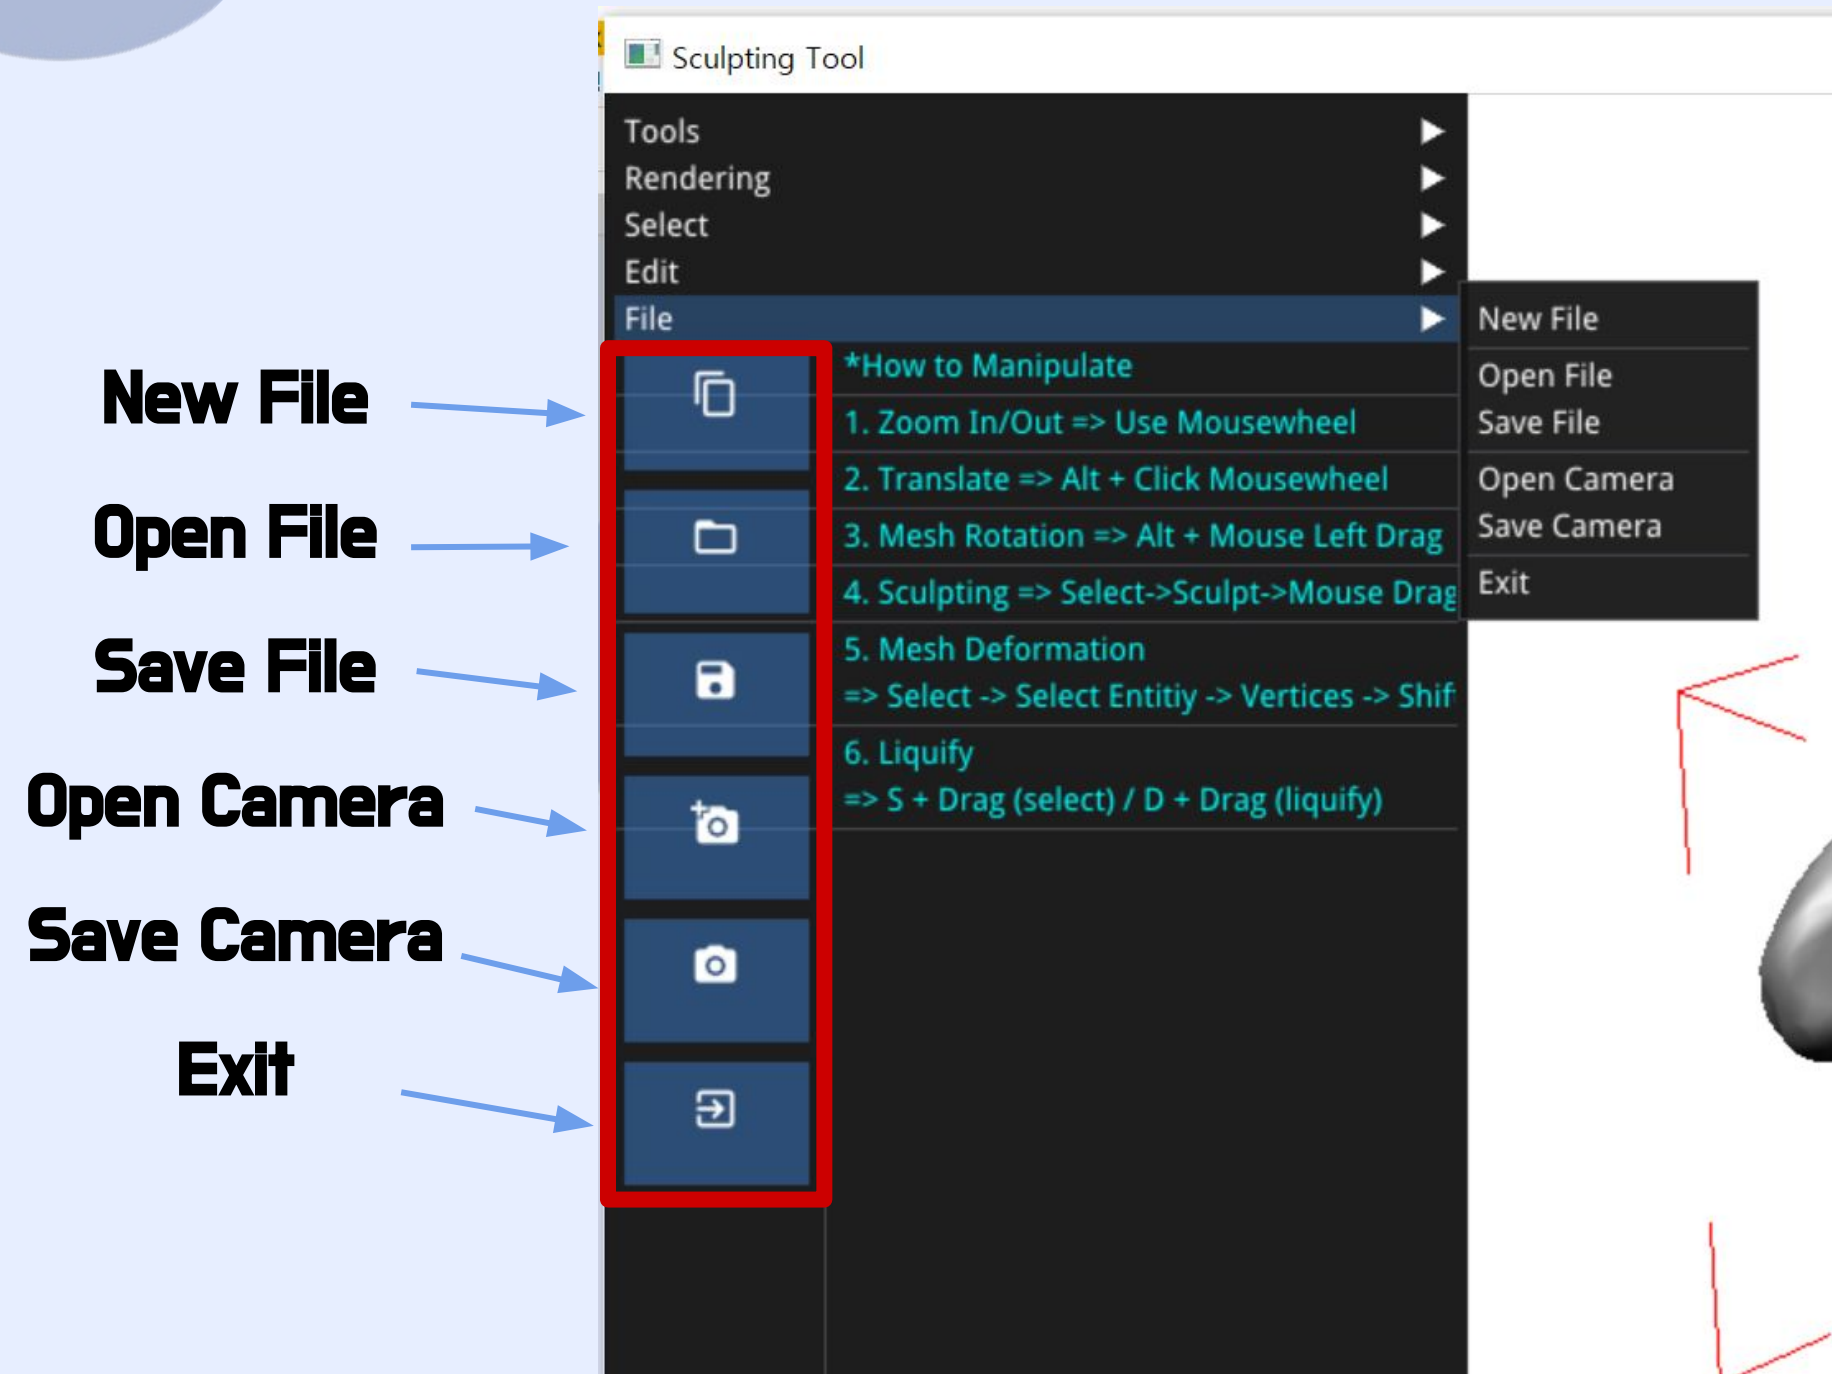 Sculpting Tool
Tools
Rendering
Select
Edit
File
New File
Open File
Save File
Open Camera
Save Camera
Exit
New File
Open File
Save File
Open Camera
Save Camera
Exit
*How to Manipulate
1. Zoom In/Out => Use Mousewheel
2. Translate => Alt + Click Mousewheel
3. Mesh Rotation => Alt + Mouse Left Drag
4. Sculpting => Select->Sculpt->Mouse Drag
5. Mesh Deformation
=> Select -> Select Entitiy -> Vertices -> Shif
6. Liquify
=> S + Drag (select) / D + Drag (liquify)